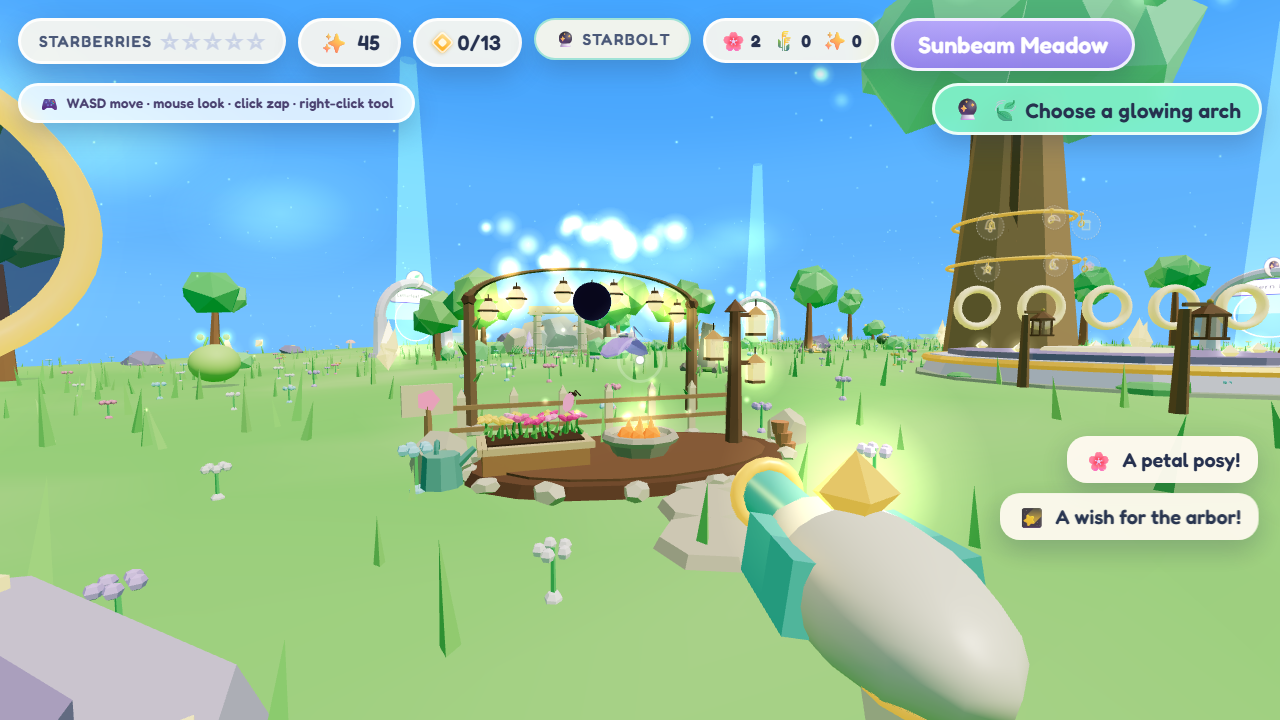 STARBERRIES
45
0/13
STARBOLT
2
0
0
Sunbeam Meadow
WASD move · mouse look · click zap · right-click tool
Choose a glowing arch
A petal posy!
A wish for the arbor!